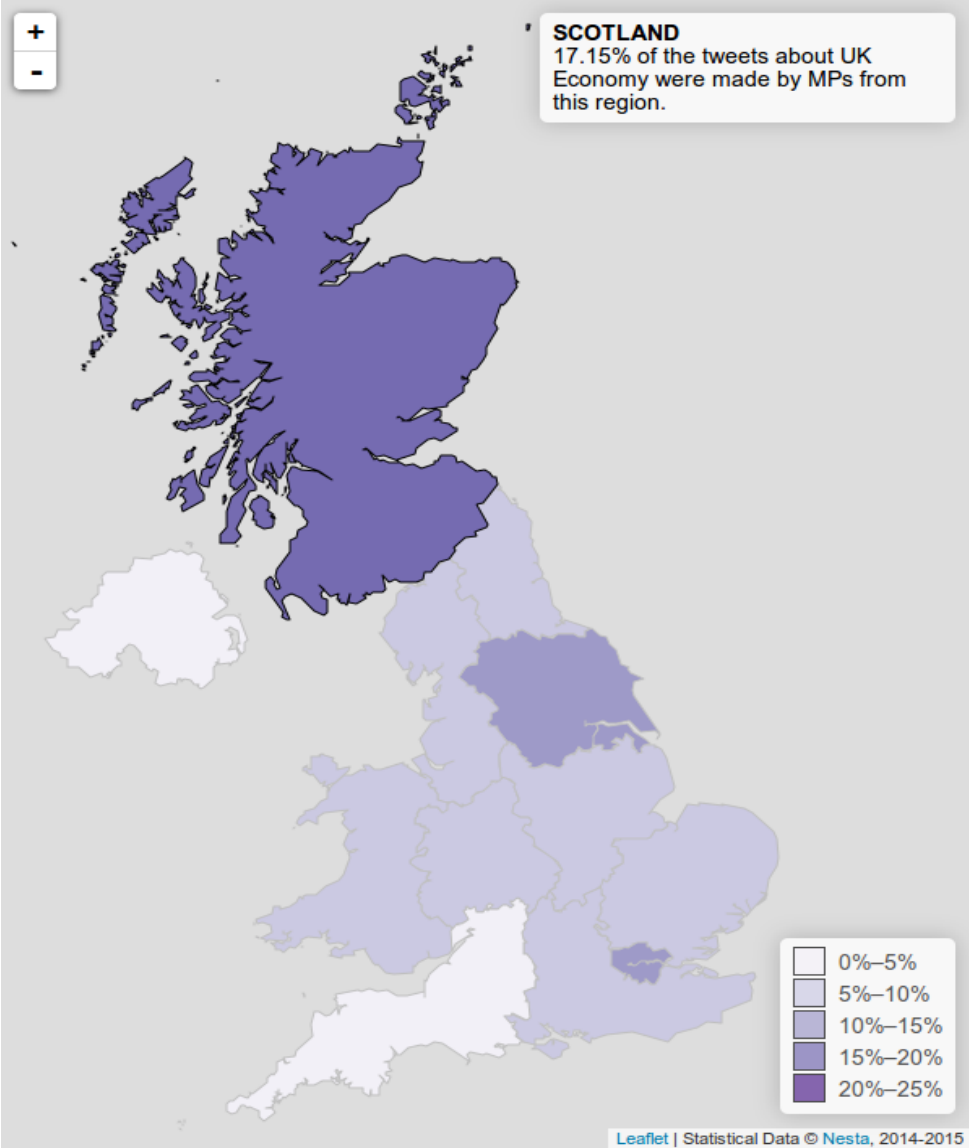 +
-
SCOTLAND
17.15% of the tweets about UK
Economy were made by MPs from
this region.
0%–5%
5%–10%
10%–15%
15%–20%
20%–25%
Leaflet | Statistical Data © Nesta, 2014-2015